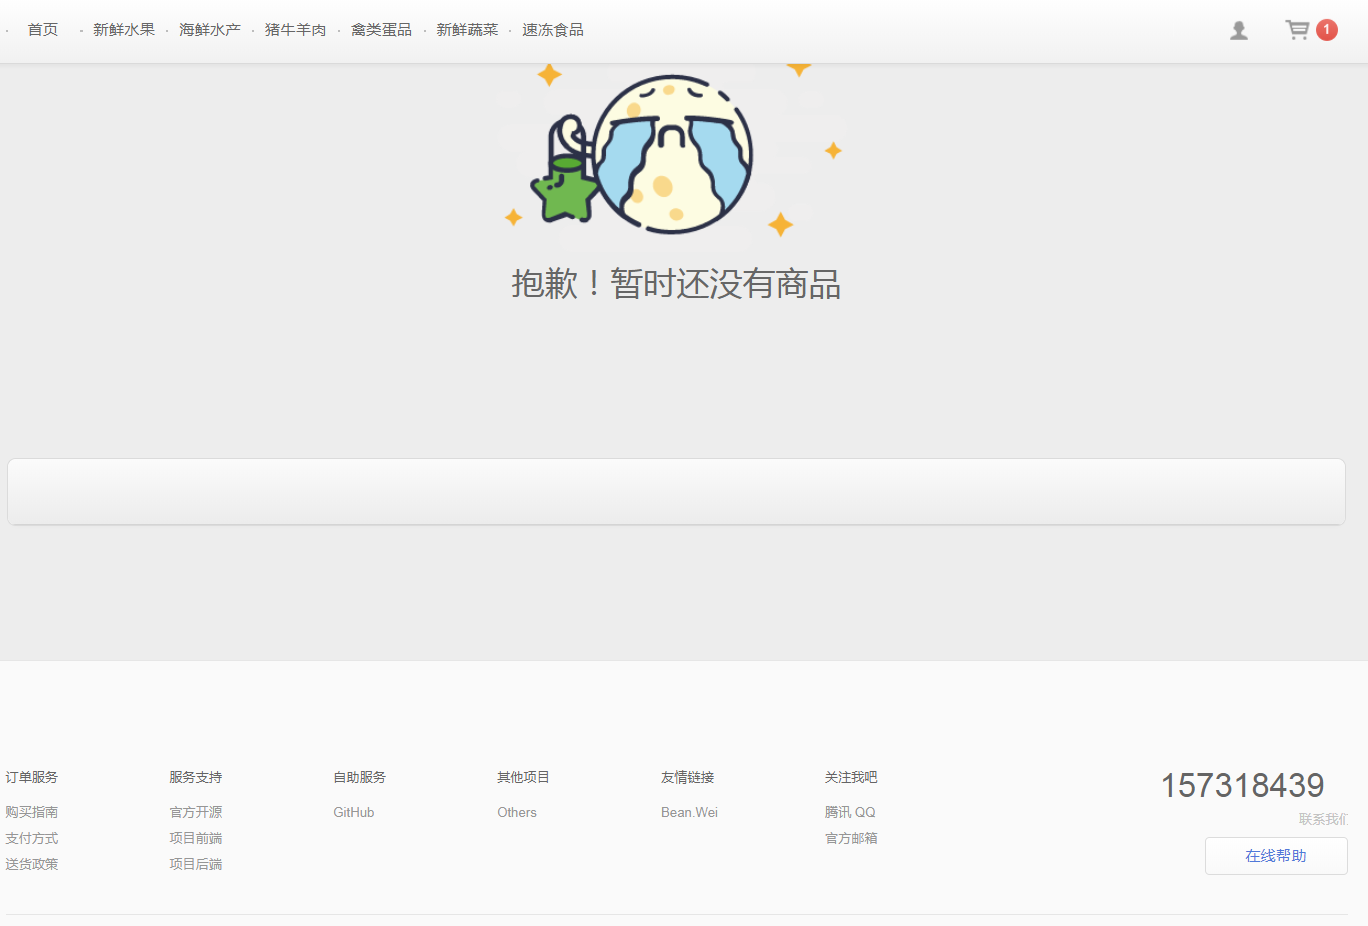 · 首页 · 新鲜水果 · 海鲜水产 · 猪牛羊肉 · 禽类蛋品 · 新鲜蔬菜 · 速冻食品 1
抱歉！暂时还没有商品
订单服务 服务支持 自助服务 其他项目 友情链接 关注我吧 157318439
购买指南 官方开源 GitHub Others Bean.Wei 腾讯 QQ 联系我们
支付方式 项目前端 官方邮箱
在线帮助
送货政策 项目后端